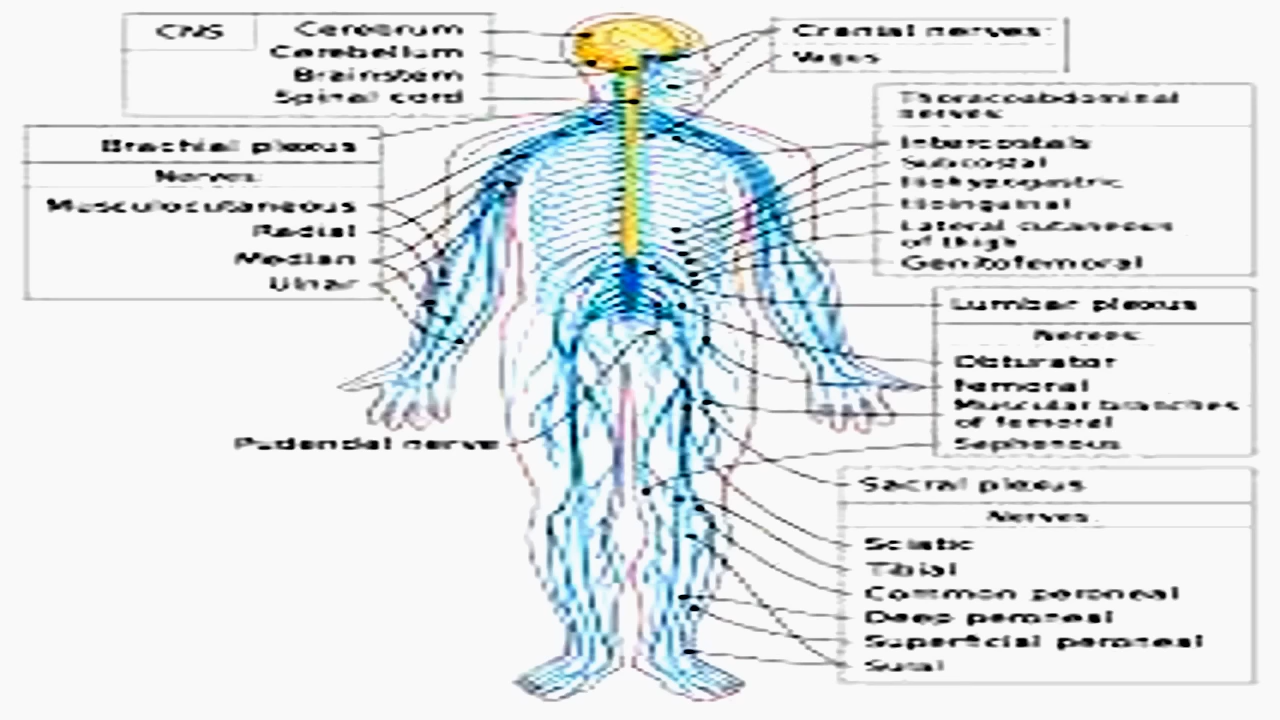 CNS
Cerebrum
Cerebellum
Brainstem
Spinal cord
Cranial nerves
Vagus
Brachial plexus
Nerves
Musculocutaneous
Radial
Median
Ulnar
Thoracoabdominal
nerves
Intercostals
Subcostal
Iliohypogastric
Ilioinguinal
Lateral cutaneous
of thigh
Genitofemoral
Lumbar plexus
Nerves
Obturator
Femoral
Muscular branches
of femoral
Saphenous
Pudendal nerve
Sacral plexus
Nerves
Sciatic
Tibial
Common peroneal
Deep peroneal
Superficial peroneal
Sural